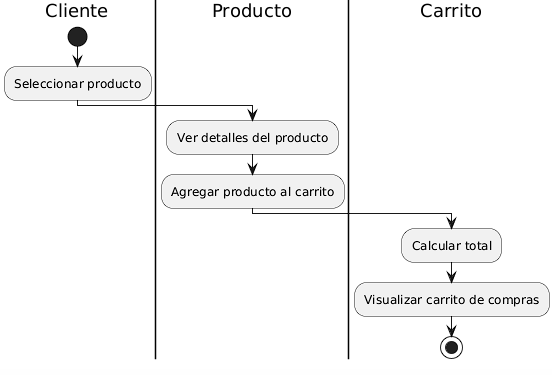 Cliente
Producto
Carrito
Seleccionar producto
Ver detalles del producto
Agregar producto al carrito
Calcular total
Visualizar carrito de compras